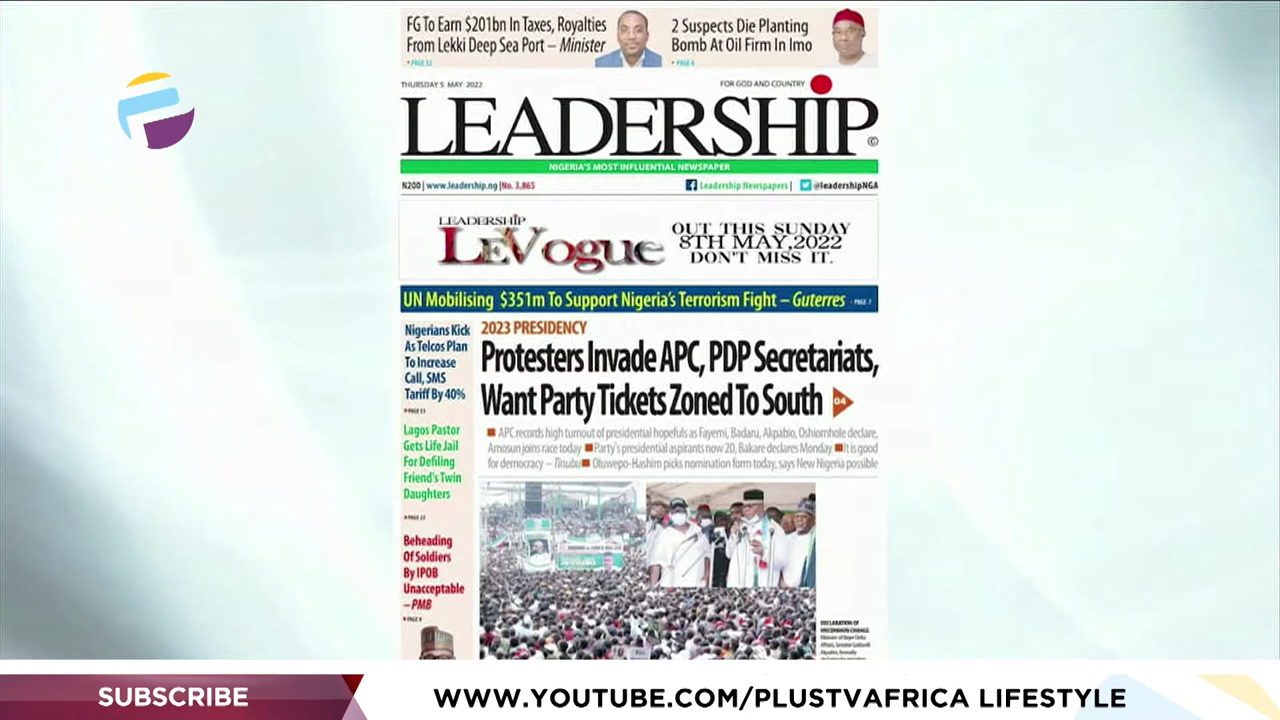 FG To Earn $201bn In Taxes, Royalties
From Lekki Deep Sea Port – Minister
2 Suspects Die Planting
Bomb At Oil Firm In Imo
THURSDAY 5 MAY 2022
FOR GOD AND COUNTRY
LEADERSHIP
NIGERIA'S MOST INFLUENTIAL NEWSPAPER
N200 | www.leadership.ng |No. 3,865
Leadership Newspapers | @leadershipNGA
LEADERSHIP
LEVogue
OUT THIS SUNDAY
8TH MAY,2022
DON'T MISS IT.
UN Mobilising $351m To Support Nigeria's Terrorism Fight – Guterres - PAGE 7
Nigerians Kick
As Telcos Plan
To Increase
Call, SMS
Tariff By 40%
Lagos Pastor
Gets Life Jail
For Defiling
Friend's Twin
Daughters
Beheading
Of Soldiers
By IPOB
Unacceptable
– PMB
2023 PRESIDENCY
Protesters Invade APC, PDP Secretariats,
Want Party Tickets Zoned To South 04
APC records high turnout of presidential hopefuls as Fayemi, Badaru, Akpabio, Oshiomhole declare,
Amosun joins race today Party's presidential aspirants now 20, Bakare declares Monday It is good
for democracy – Tinubu Oluwepo-Hashim picks nomination form today, says New Nigeria possible
SUBSCRIBE
WWW.YOUTUBE.COM/PLUSTVAFRICA LIFESTYLE